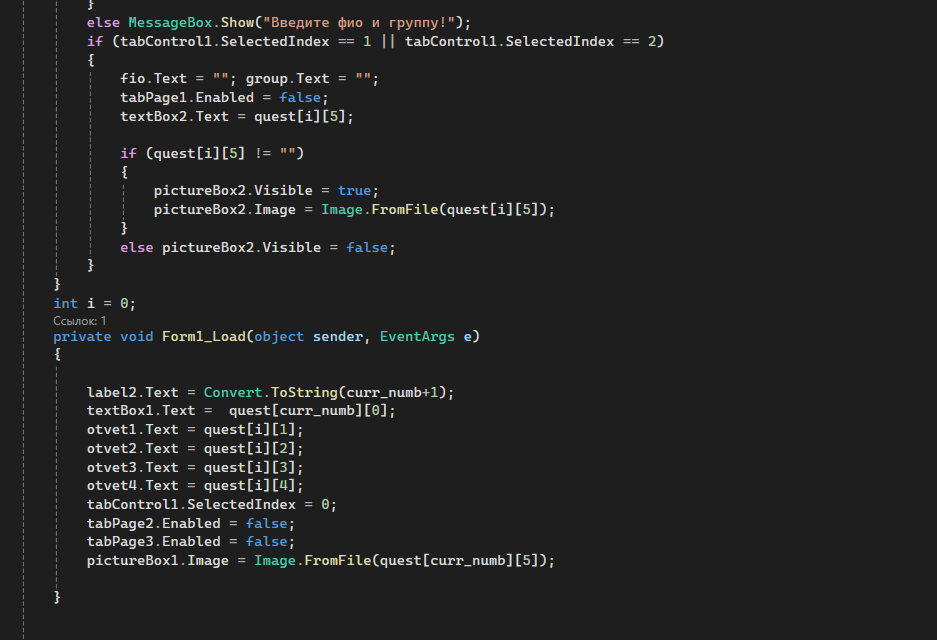 }
else MessageBox.Show("Введите фио и группу!");
if (tabControl1.SelectedIndex == 1 || tabControl1.SelectedIndex == 2)
{
fio.Text = ""; group.Text = "";
tabPage1.Enabled = false;
textBox2.Text = quest[i][5];
if (quest[i][5] != "")
{
pictureBox2.Visible = true;
pictureBox2.Image = Image.FromFile(quest[i][5]);
}
else pictureBox2.Visible = false;
}
}
int i = 0;
Ссылок: 1
private void Form1_Load(object sender, EventArgs e)
{
label2.Text = Convert.ToString(curr_numb+1);
textBox1.Text =  quest[curr_numb][0];
otvet1.Text = quest[i][1];
otvet2.Text = quest[i][2];
otvet3.Text = quest[i][3];
otvet4.Text = quest[i][4];
tabControl1.SelectedIndex = 0;
tabPage2.Enabled = false;
tabPage3.Enabled = false;
pictureBox1.Image = Image.FromFile(quest[curr_numb][5]);
}